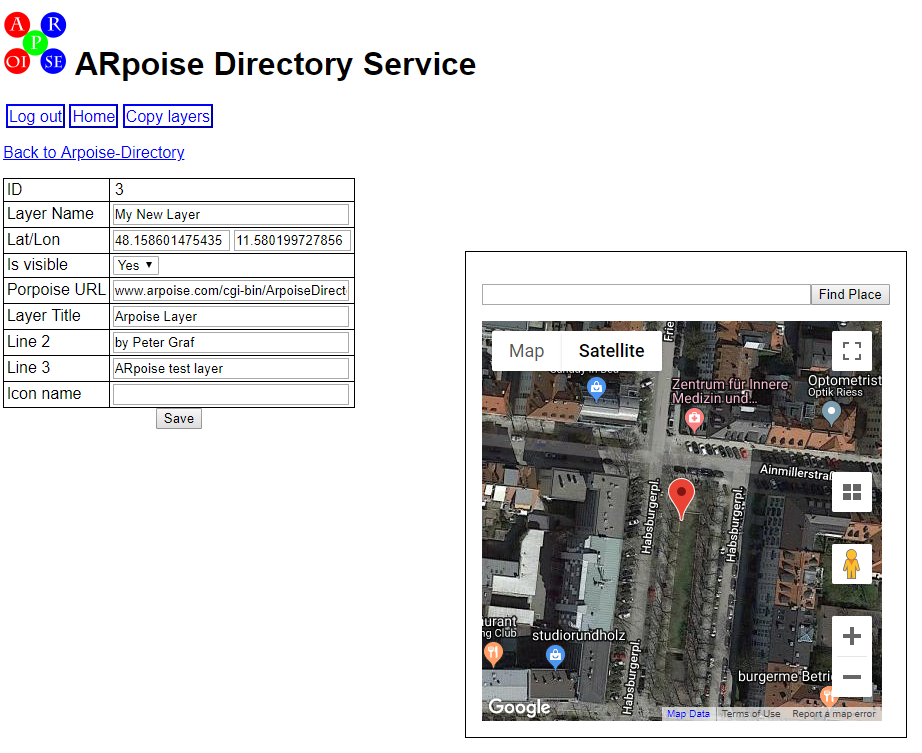 A R
P
OI SE
ARpoise Directory Service
Log out Home Copy layers
Back to Arpoise-Directory
ID 3
Layer Name My New Layer
Lat/Lon 48.158601475435 11.580199727856
Is visible Yes
Porpoise URL www.arpoise.com/cgi-bin/ArpoiseDirect
Layer Title Arpoise Layer
Line 2 by Peter Graf
Line 3 ARpoise test layer
Icon name
Save
Find Place
Map Satellite
Zentrum für Innere
Medizin und...
Optometrist
Optik Riess
Habsburgerpl.
Habsburgerpl.
Habsburgerpl.
ng Club
studiorundholz
Google
Map Data Terms of Use Report a map error